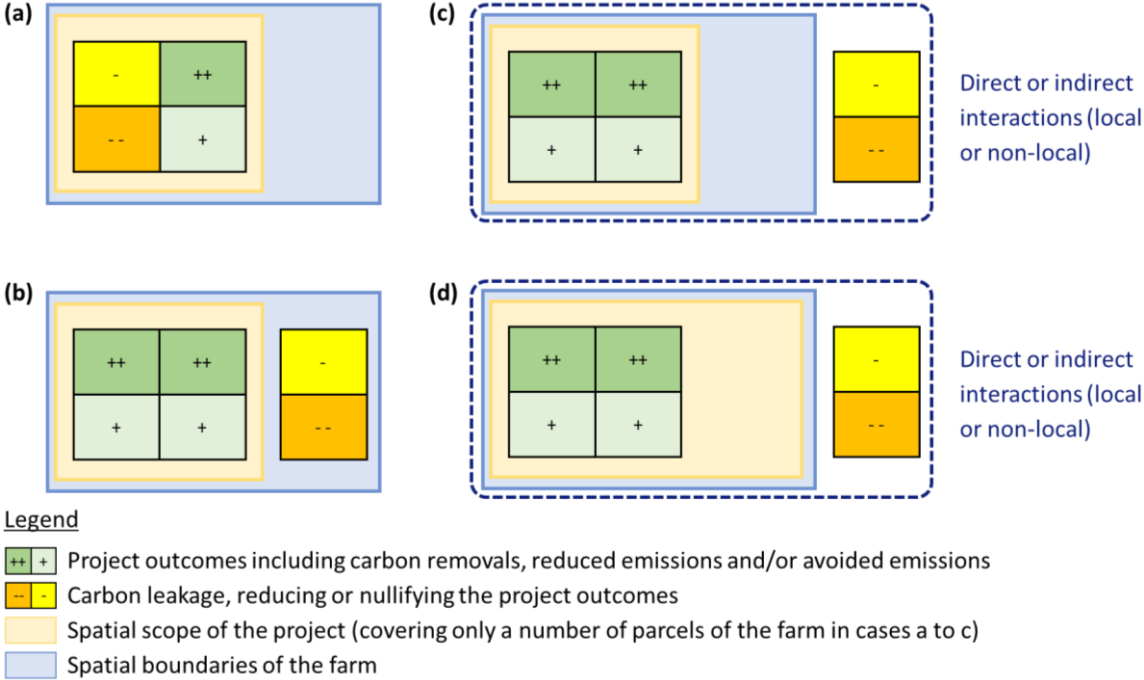 (a)
- ++
-- +
(c)
++ ++ -
+ + --
Direct or indirect
interactions (local
or non-local)
(b)
++ ++ -
+ + --
(d)
++ ++ -
+ + --
Direct or indirect
interactions (local
or non-local)
Legend
++ + Project outcomes including carbon removals, reduced emissions and/or avoided emissions
-- - Carbon leakage, reducing or nullifying the project outcomes
Spatial scope of the project (covering only a number of parcels of the farm in cases a to c)
Spatial boundaries of the farm